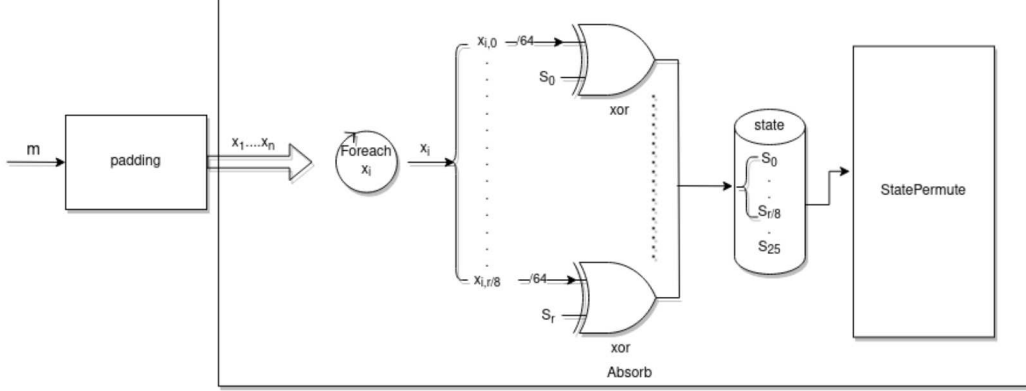 m
padding
x1....xn
Foreach
xi
xi
xi,0
/64
S0
xor
xi,r/8
/64
Sr
xor
state
S0
Sr/8
S25
StatePermute
Absorb